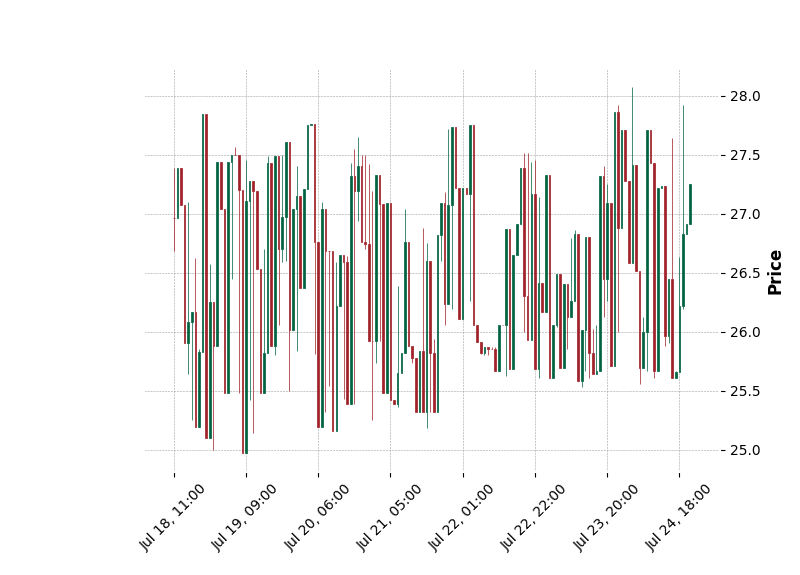 28.0
27.5
27.0
26.5
26.0
25.5
25.0
Price
Jul 18, 11:00
Jul 19, 09:00
Jul 20, 06:00
Jul 21, 05:00
Jul 22, 01:00
Jul 22, 22:00
Jul 23, 20:00
Jul 24, 18:00